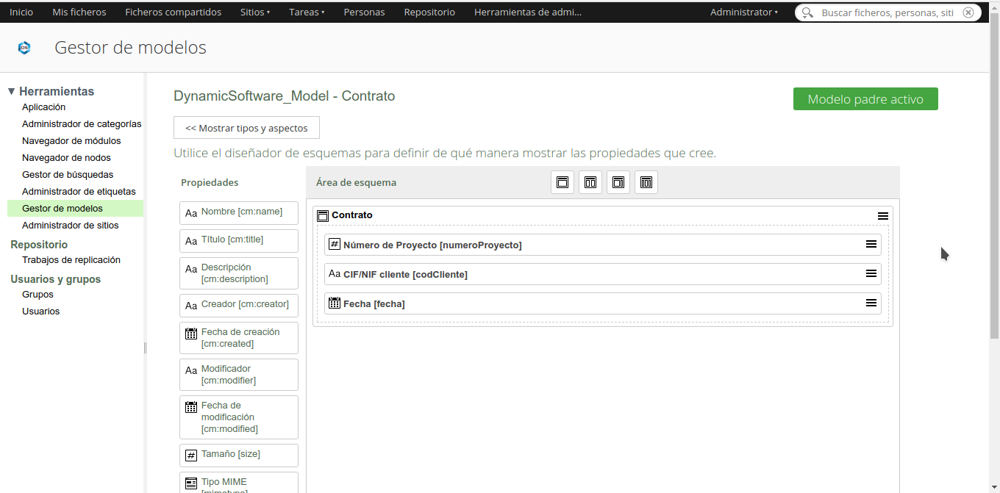 Inicio Mis ficheros Ficheros compartidos Sitios Tareas Personas Repositorio Herramientas de admi... Administrator Buscar ficheros, personas, siti
DS
Gestor de modelos
Herramientas
Aplicación
Administrador de categorías
Navegador de módulos
Navegador de nodos
Gestor de búsquedas
Administrador de etiquetas
Gestor de modelos
Administrador de sitios
Repositorio
Trabajos de replicación
Usuarios y grupos
Grupos
Usuarios
DynamicSoftware_Model - Contrato
Modelo padre activo
<< Mostrar tipos y aspectos
Utilice el diseñador de esquemas para definir de qué manera mostrar las propiedades que cree.
Propiedades
Aa Nombre [cm:name]
Aa Título [cm:title]
Aa Descripción
[cm:description]
Aa Creador [cm:creator]
Fecha de creación
[cm:created]
Aa Modificador
[cm:modifier]
Fecha de
modificación
[cm:modified]
# Tamaño [size]
Tipo MIME
[mimetype]
Área de esquema
Contrato
# Número de Proyecto [numeroProyecto]
Aa CIF/NIF cliente [codCliente]
Fecha [fecha]